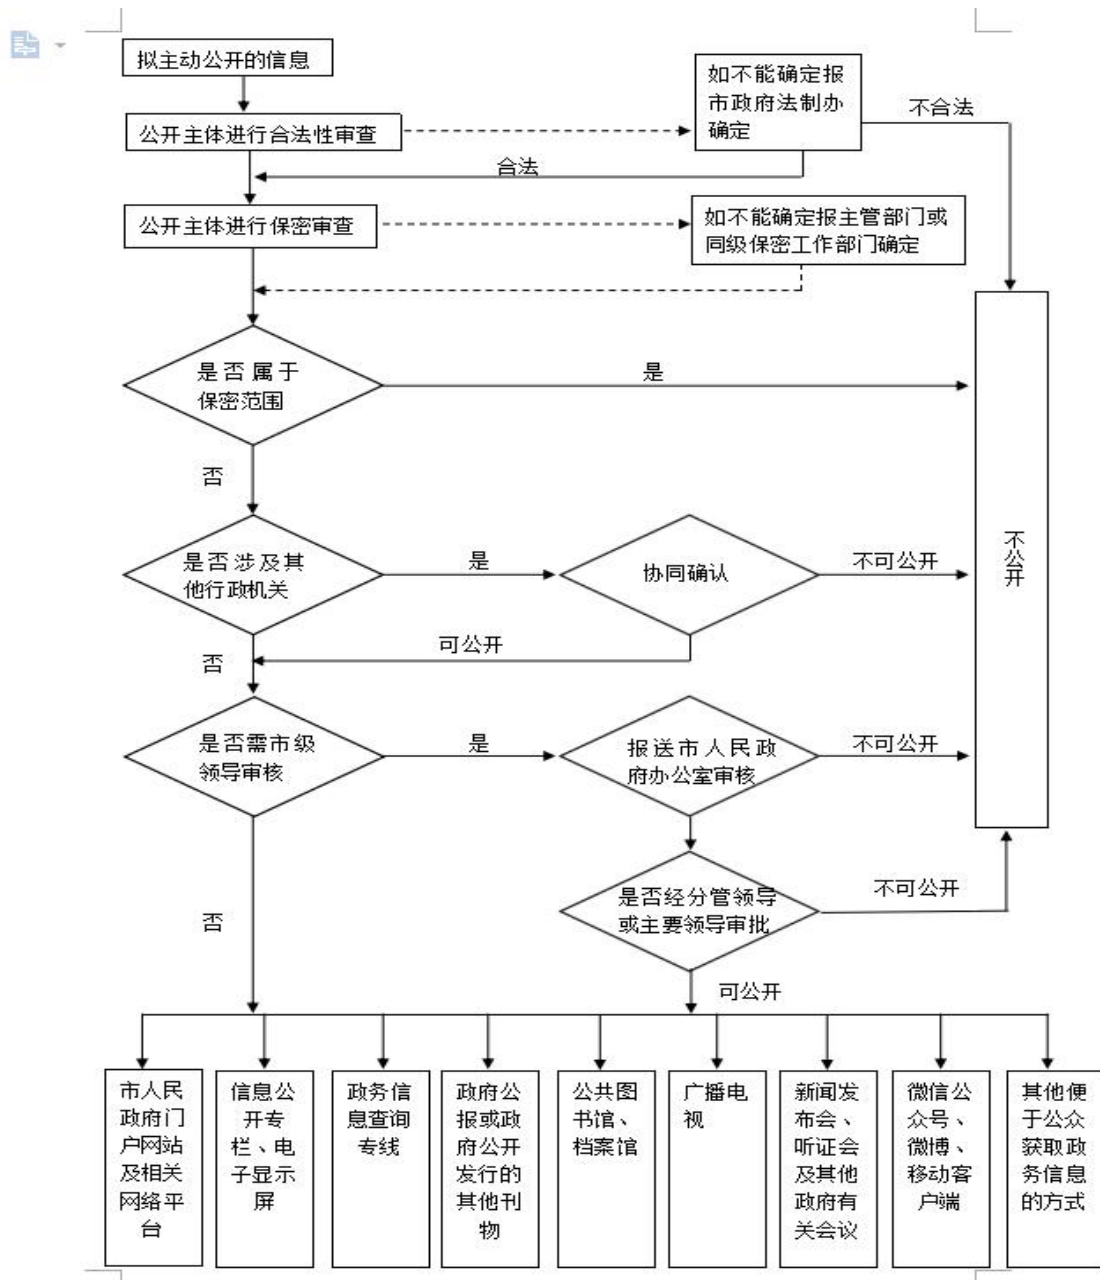 拟主动公开的信息
如不能确定报
市政府法制办
确定
不合法
公开主体进行合法性审查
合法
公开主体进行保密审查
如不能确定报主管部门或
同级保密工作部门确定
是否属于
保密范围
是
否
不公开
是否涉及其
他行政机关
是
协同确认
不可公开
可公开
否
是否需市级
领导审核
是
报送市人民政
府办公室审核
不可公开
是否经分管领导
或主要领导审批
不可公开
否
可公开
市人民
政府门
户网站
及相关
网络平
台
信息公
开专
栏、电
子显示
屏
政务信
息查询
专线
政府公
报或政
府公开
发行的
其他刊
物
公共图
书馆、
档案馆
广播电
视
新闻发
布会、
听证会
及其他
政府有
关会议
微信公
众号、
微博、
移动客
户端
其他便
于公众
获取政
务信息
的方式